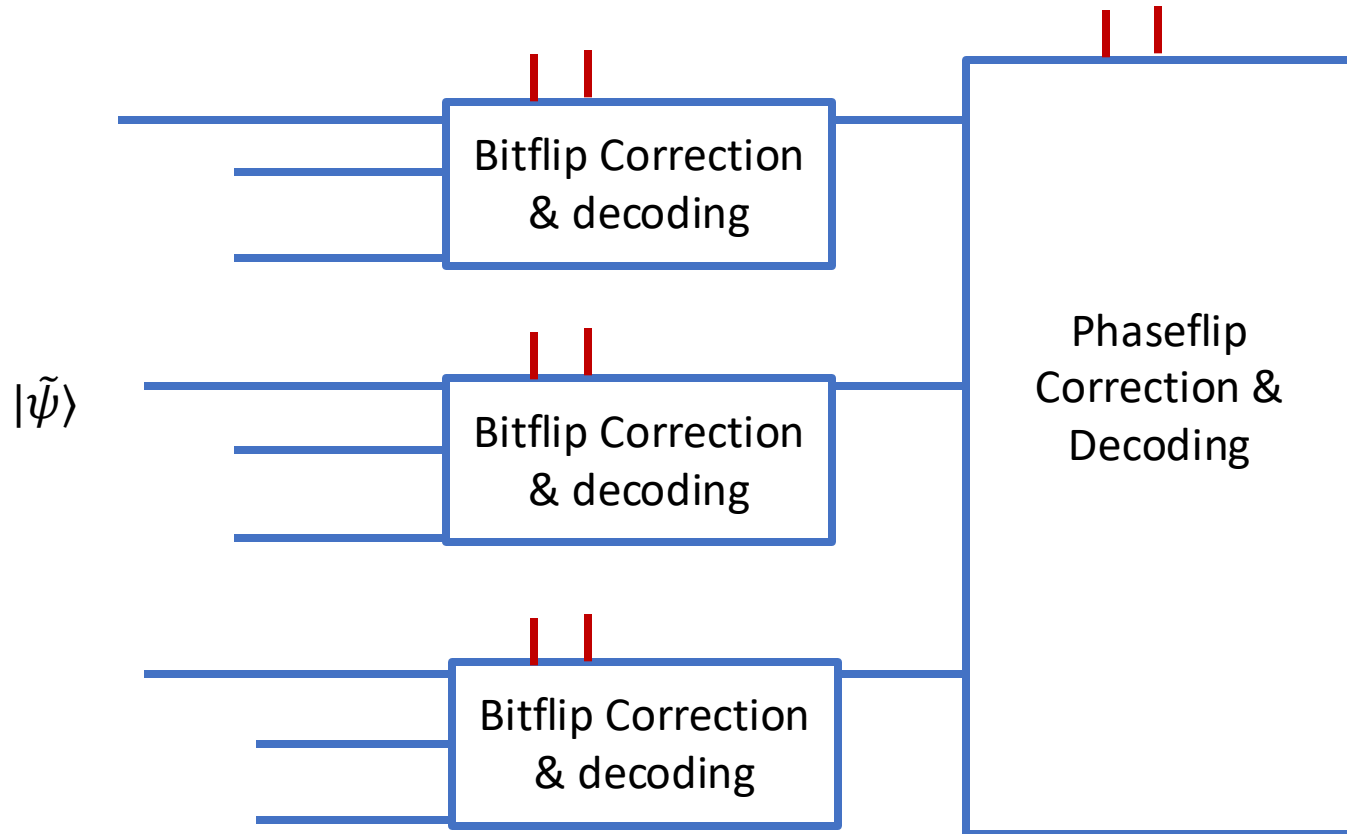 Bitflip Correction
& decoding
|ψ̃⟩
Bitflip Correction
& decoding
Bitflip Correction
& decoding
Phaseflip
Correction &
Decoding